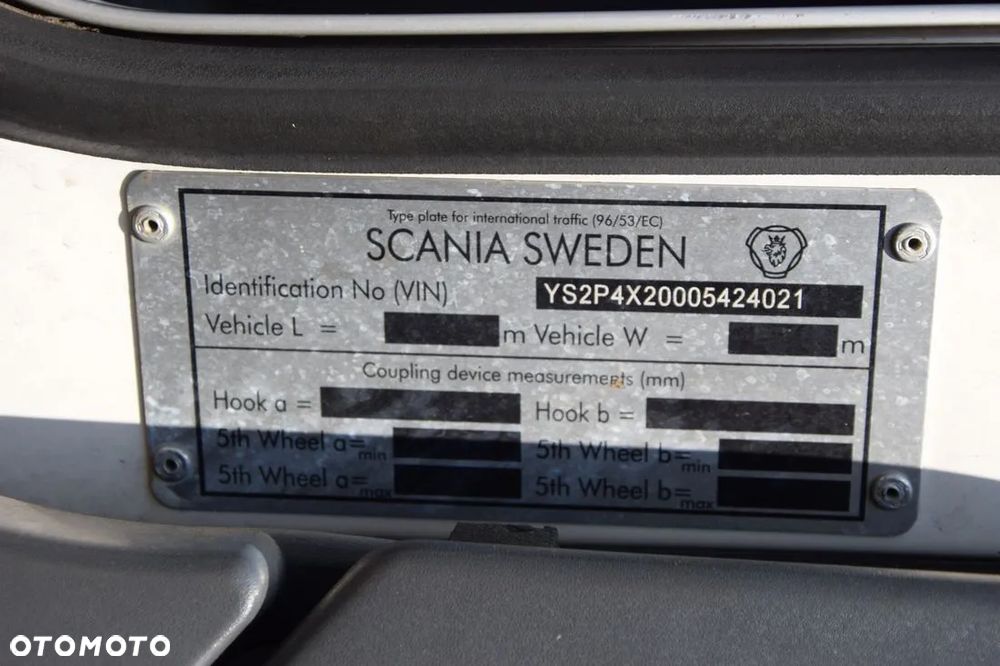 Type plate for international traffic (96/53/EC)
SCANIA SWEDEN
Identification No (VIN) YS2P4X20005424021
Vehicle L = m Vehicle W = m
Coupling device measurements (mm)
Hook a = Hook b =
5th Wheel a=min 5th Wheel b=min
5th Wheel a=max 5th Wheel b=max
OTOMOTO